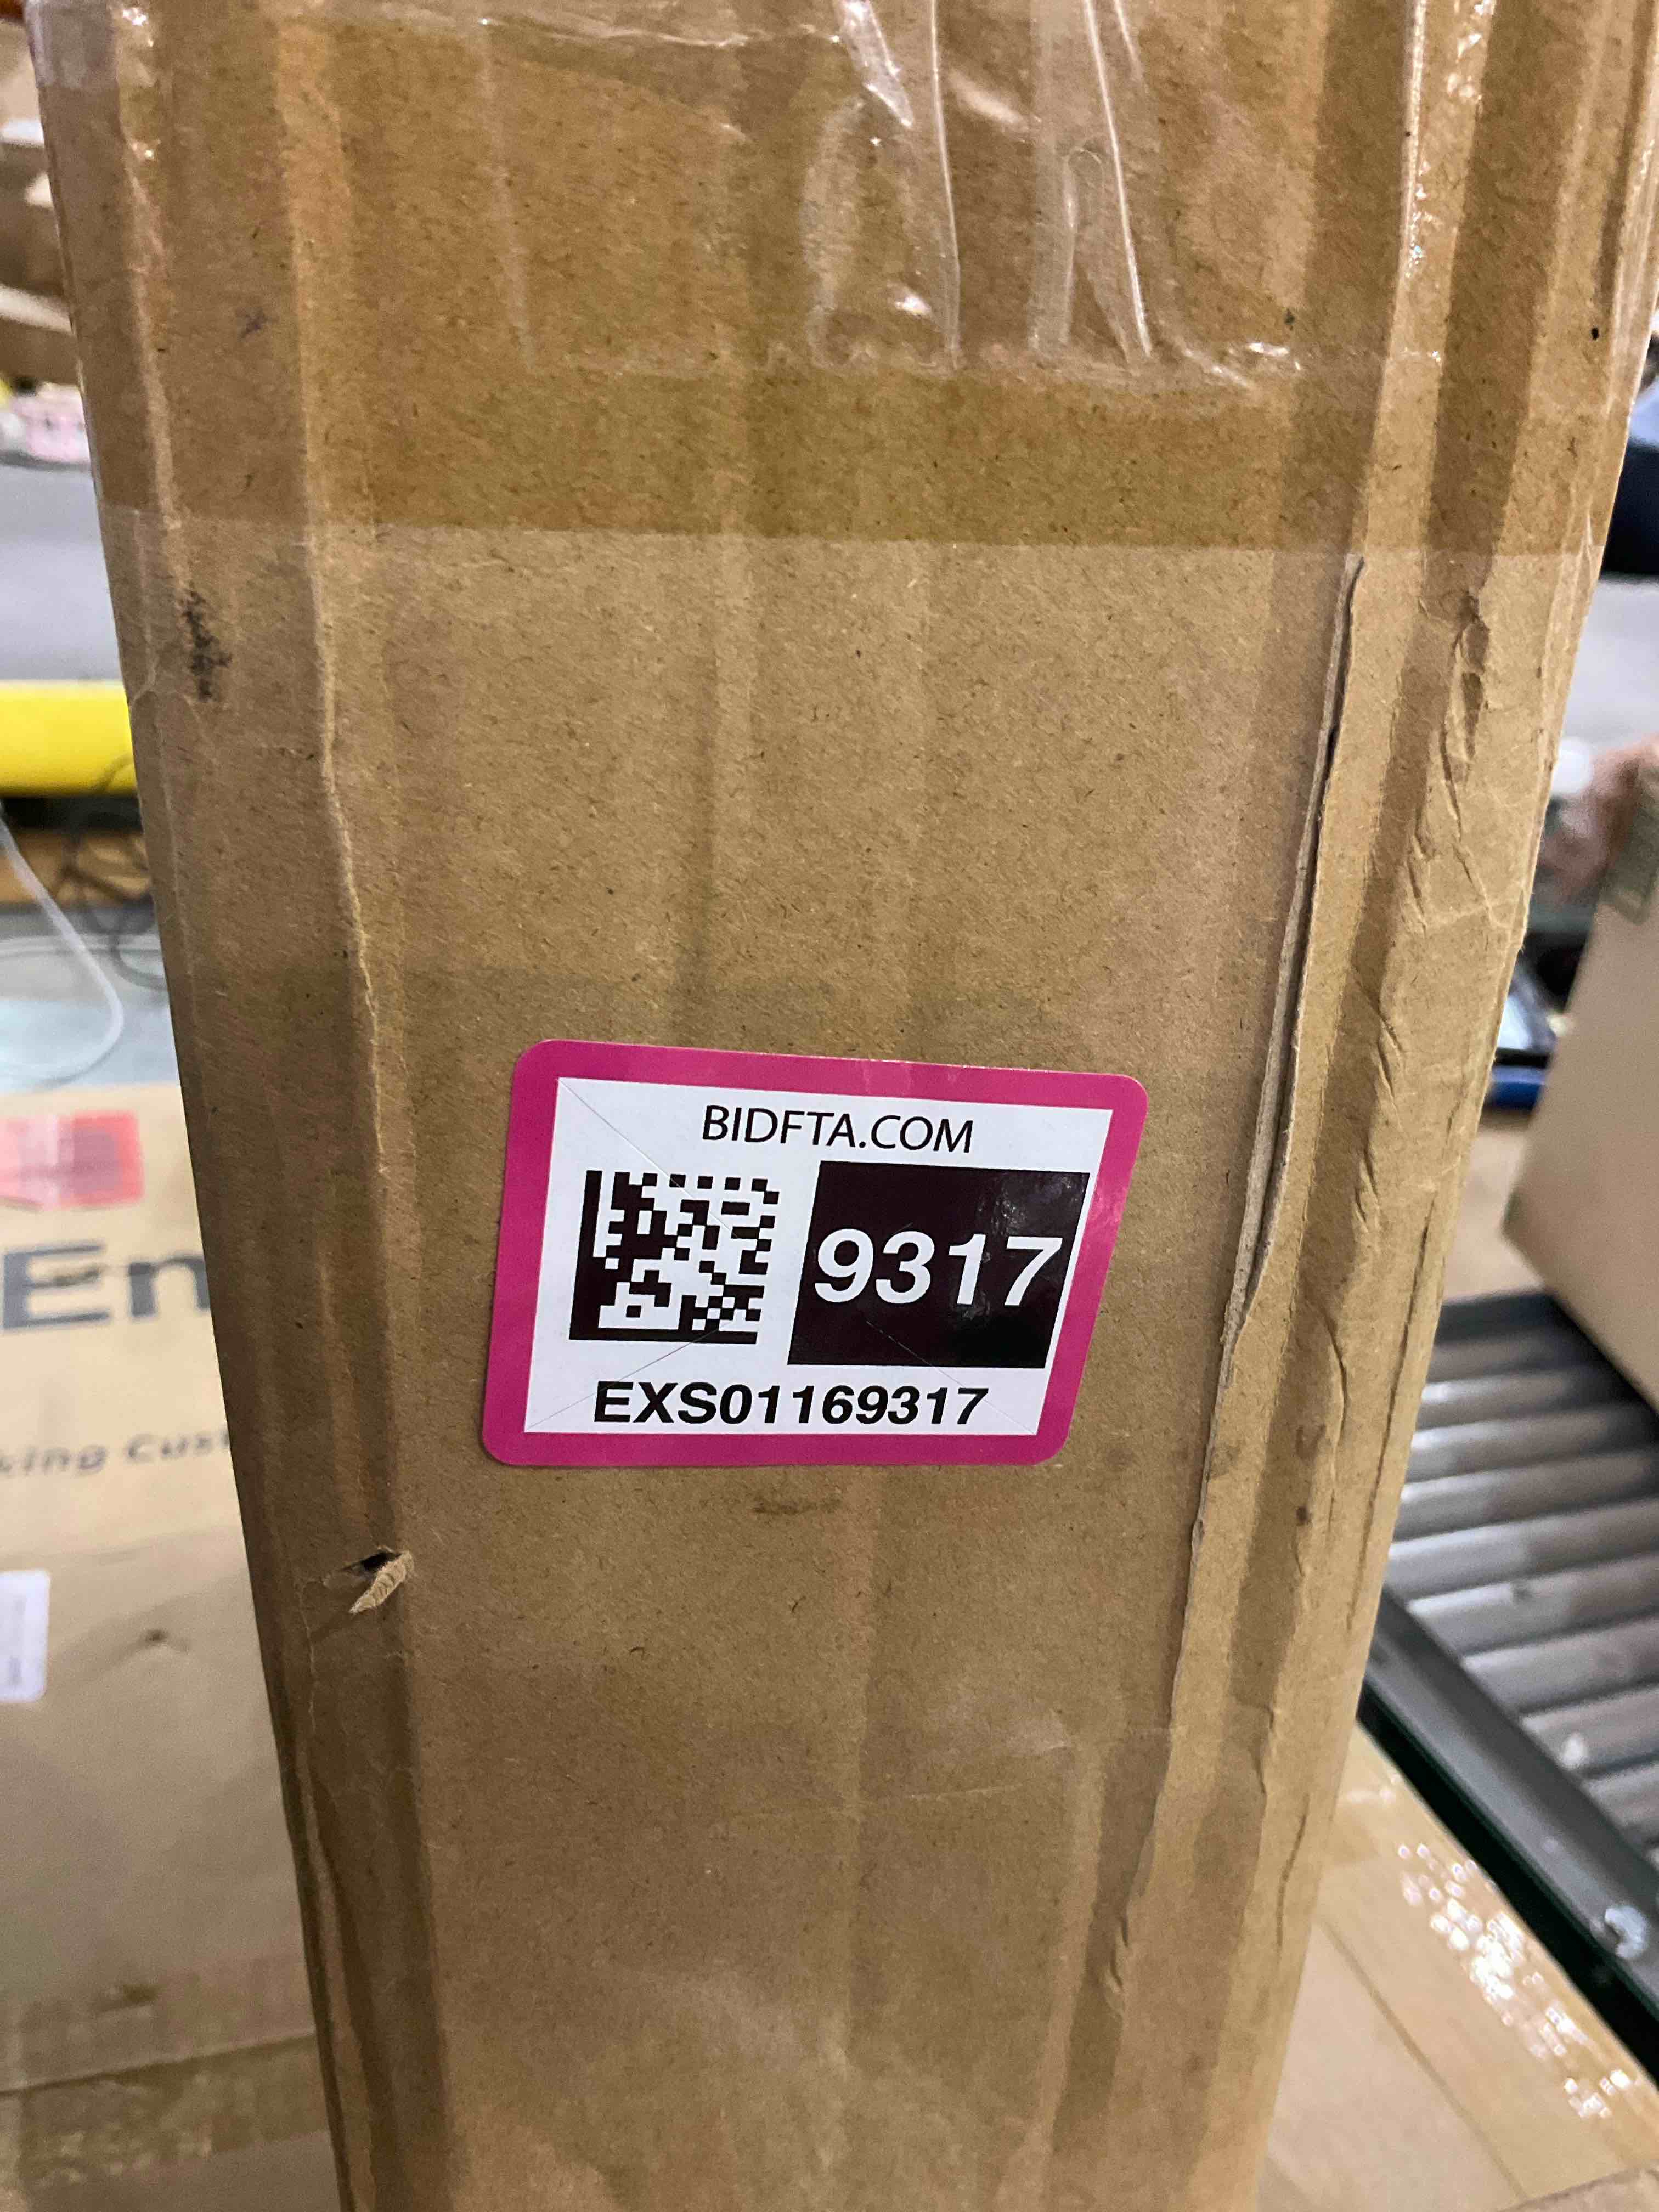 BIDFTA.COM
9317
EXS01169317
En
king Cus